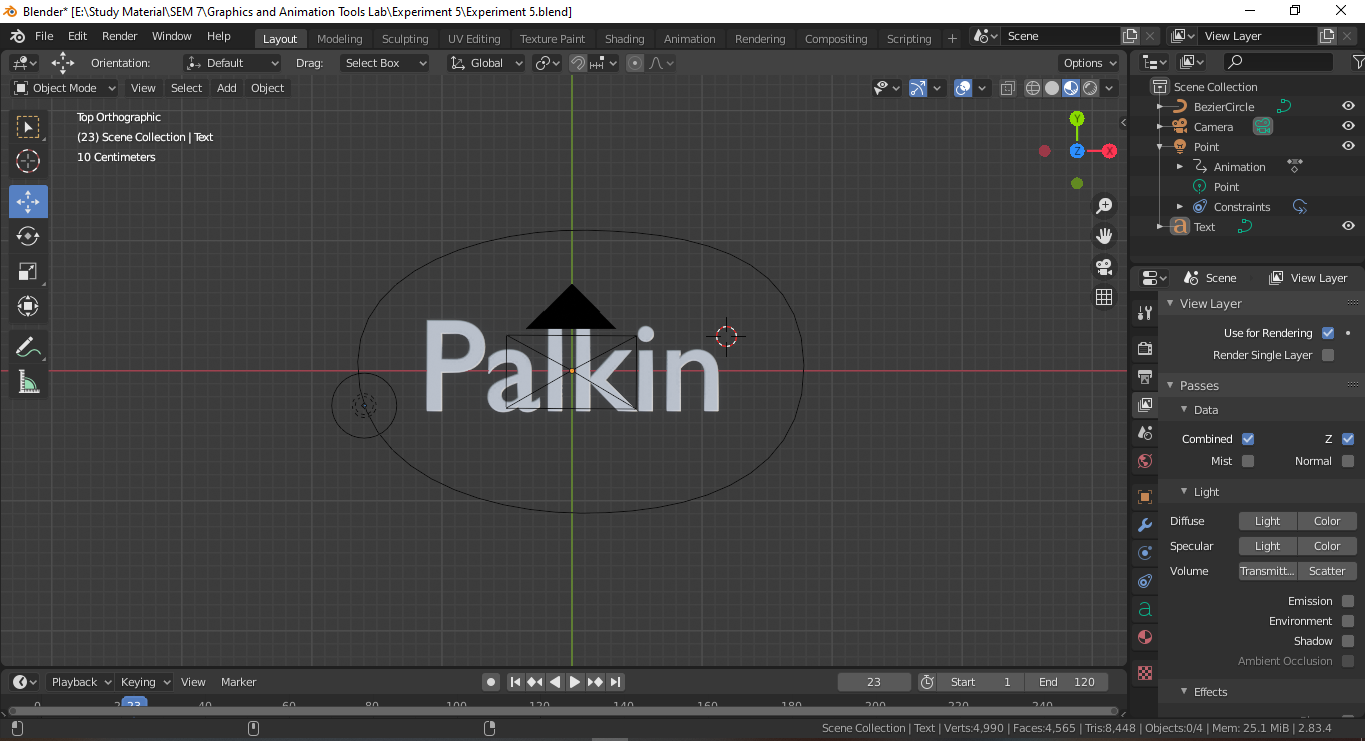 Blender* [E:\Study Material\SEM 7\Graphics and Animation Tools Lab\Experiment 5\Experiment 5.blend]
File Edit Render Window Help Layout Modeling Sculpting UV Editing Texture Paint Shading Animation Rendering Compositing Scripting + Scene View Layer
Orientation: Default Drag: Select Box Global Options
Object Mode View Select Add Object
Top Orthographic
(23) Scene Collection | Text
10 Centimeters
Y
Z X
Palkin
Scene Collection
BezierCircle
Camera
Point
Animation
Point
Constraints
a Text
Scene View Layer
View Layer
Use for Rendering
Render Single Layer
Passes
Data
Combined Z
Mist Normal
Light
Diffuse Light Color
Specular Light Color
Volume Transmitt... Scatter
Emission
Environment
Shadow
Ambient Occlusion
Effects
Playback Keying View Marker 23 Start 1 End 120
0 23 40 60 80 100 120 140 160 180 200 220 240
Scene Collection | Text | Verts:4,990 | Faces:4,565 | Tris:8,448 | Objects:0/4 | Mem: 25.1 MiB | 2.83.4